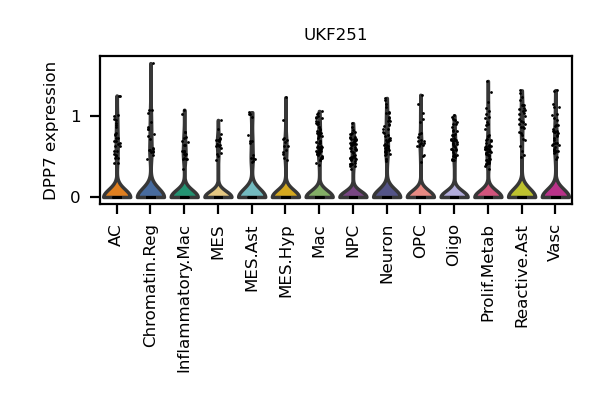 UKF251
DPP7 expression
1
0
AC
Chromatin.Reg
Inflammatory.Mac
MES
MES.Ast
MES.Hyp
Mac
NPC
Neuron
OPC
Oligo
Prolif.Metab
Reactive.Ast
Vasc